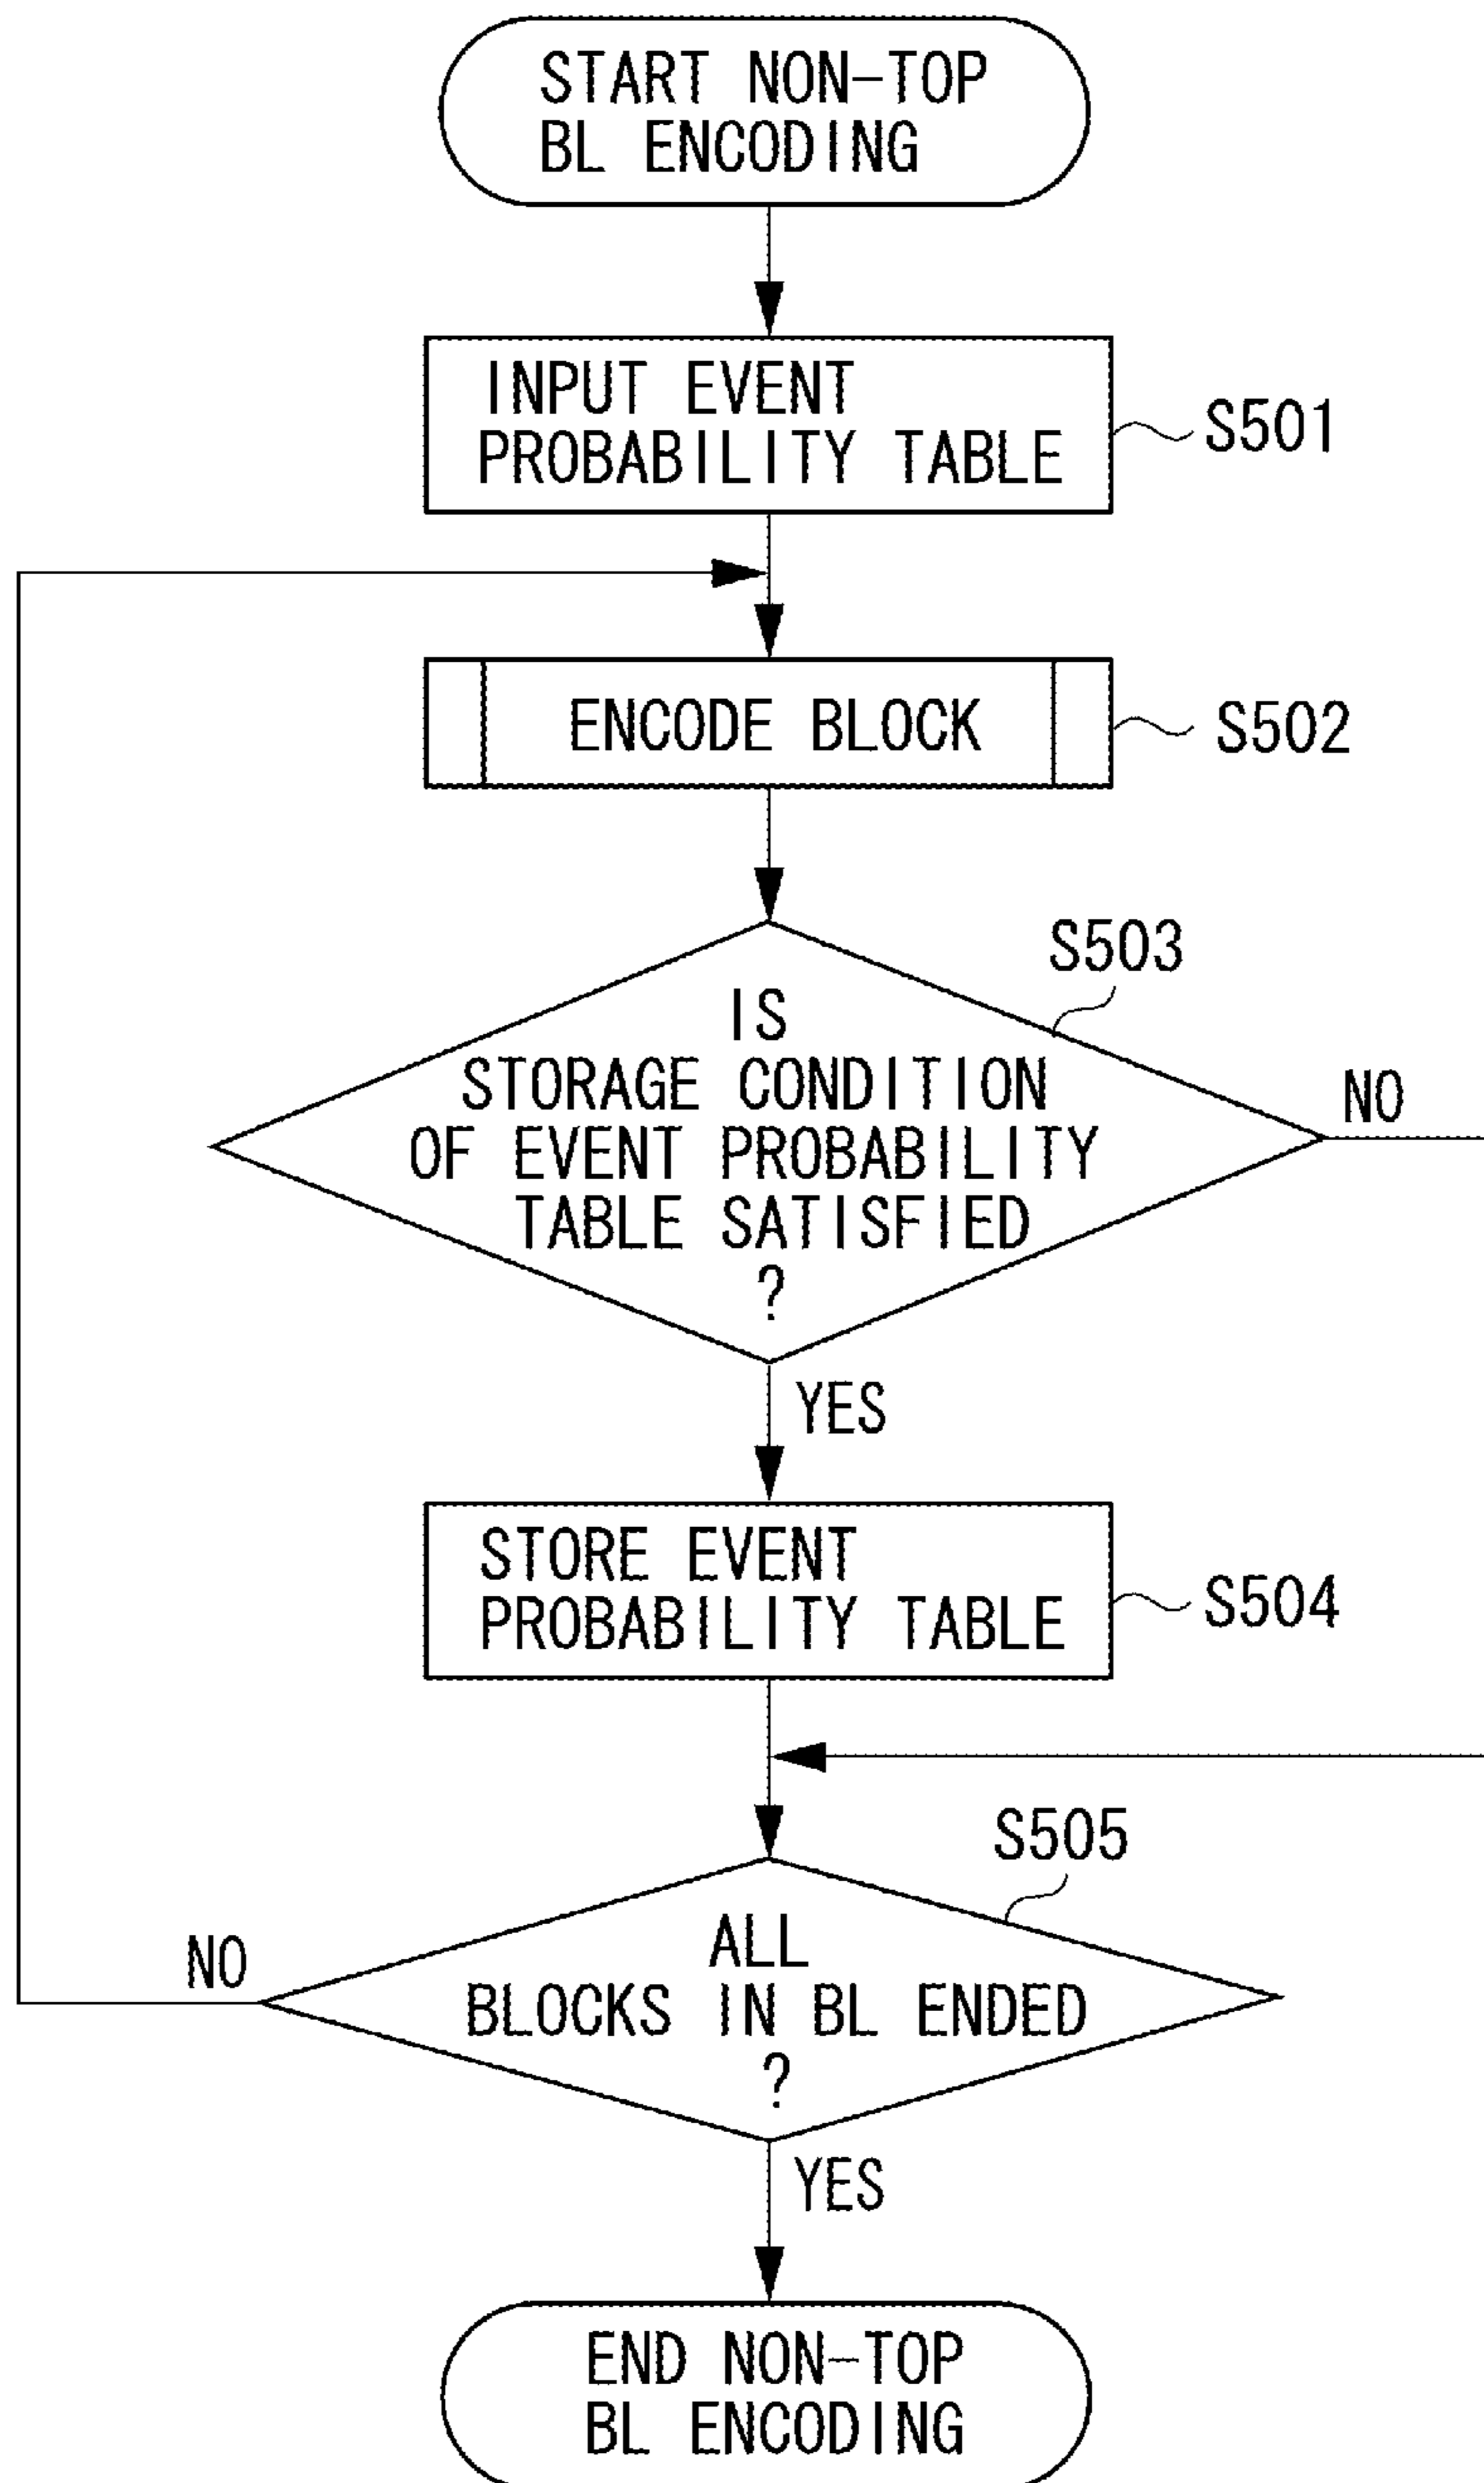 START NON-TOP
BL ENCODING
INPUT EVENT
PROBABILITY TABLE
S501
ENCODE BLOCK
S502
S503
IS
STORAGE CONDITION
OF EVENT PROBABILITY
TABLE SATISFIED
?
NO
YES
STORE EVENT
PROBABILITY TABLE
S504
S505
ALL
BLOCKS IN BL ENDED
?
NO
YES
END NON-TOP
BL ENCODING